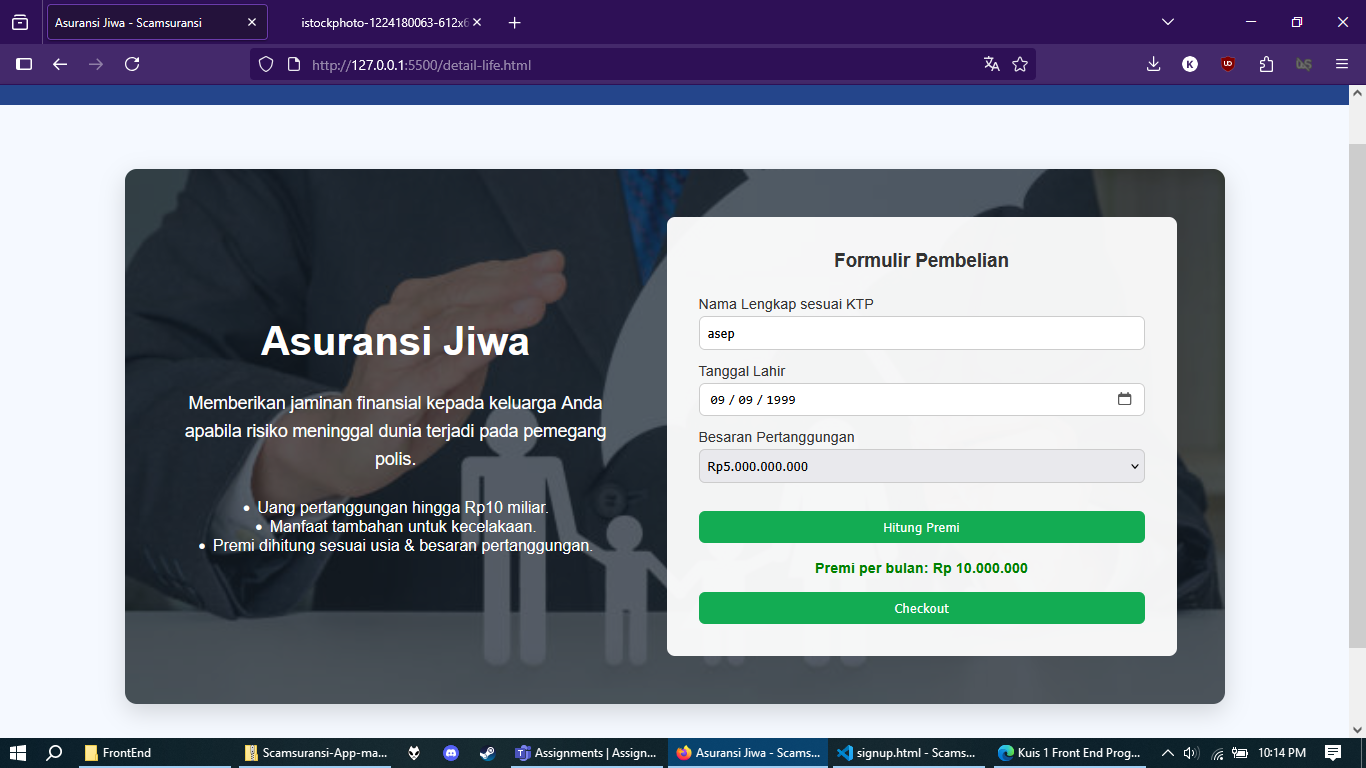 Asuransi Jiwa - Scamsuransi
istockphoto-1224180063-612x6
http://127.0.0.1:5500/detail-life.html
K
UD
Asuransi Jiwa
Memberikan jaminan finansial kepada keluarga Anda
apabila risiko meninggal dunia terjadi pada pemegang
polis.
• Uang pertanggungan hingga Rp10 miliar.
• Manfaat tambahan untuk kecelakaan.
• Premi dihitung sesuai usia & besaran pertanggungan.
Formulir Pembelian
Nama Lengkap sesuai KTP
asep
Tanggal Lahir
09 / 09 / 1999
Besaran Pertanggungan
Rp5.000.000.000
Hitung Premi
Premi per bulan: Rp 10.000.000
Checkout
FrontEnd
Scamsuransi-App-ma...
Assignments | Assign...
Asuransi Jiwa - Scams...
signup.html - Scams...
Kuis 1 Front End Prog...
10:14 PM